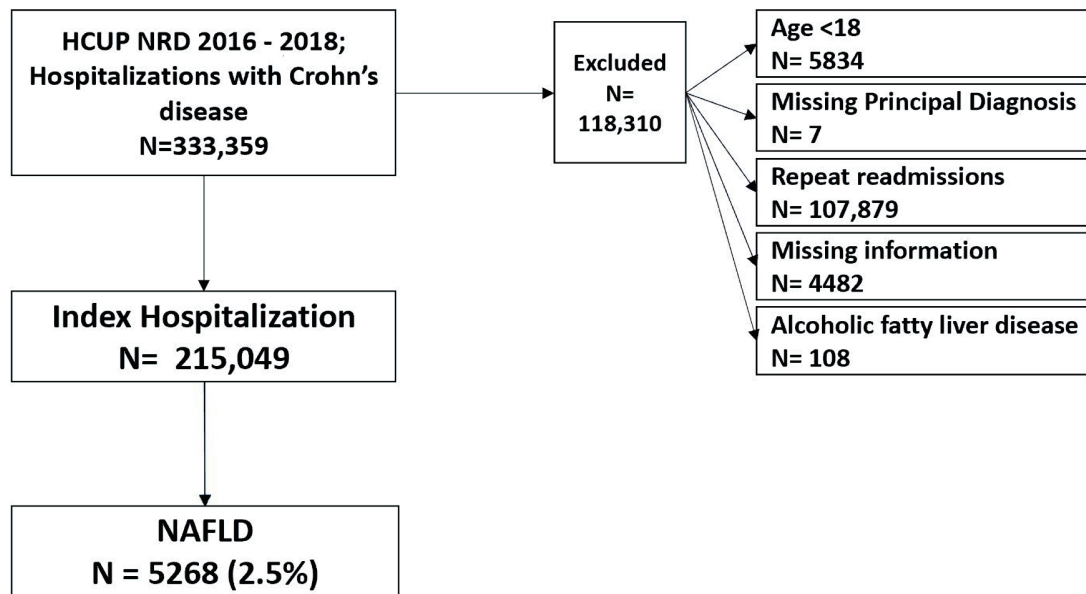 HCUP NRD 2016 - 2018;
Hospitalizations with Crohn's
disease
N=333,359
Excluded
N=
118,310
Age <18
N= 5834
Missing Principal Diagnosis
N= 7
Repeat readmissions
N= 107,879
Missing information
N= 4482
Alcoholic fatty liver disease
N= 108
Index Hospitalization
N= 215,049
NAFLD
N = 5268 (2.5%)